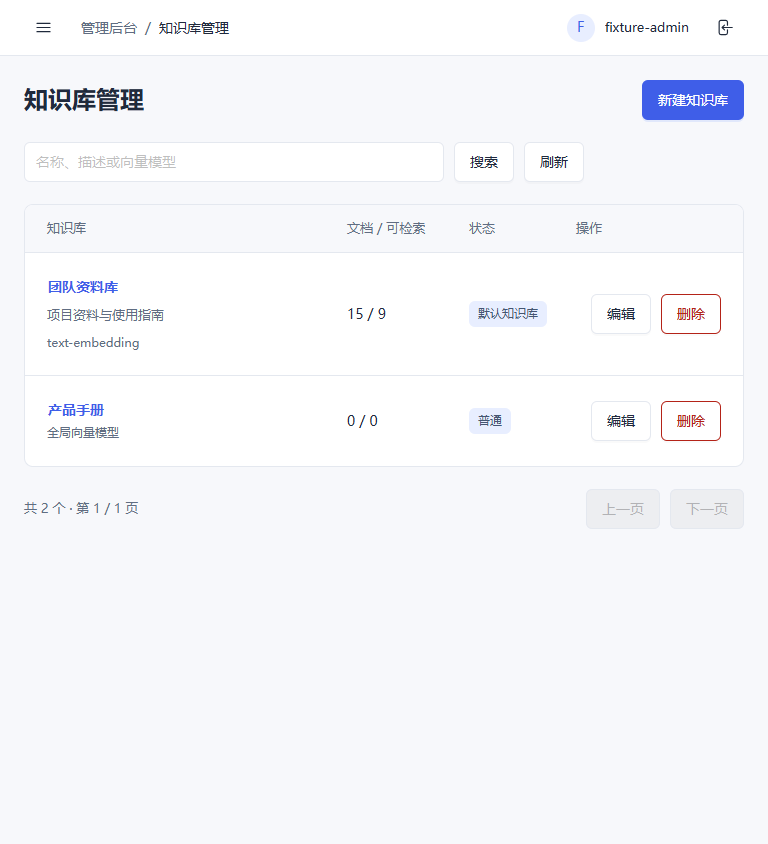 管理后台 / 知识库管理
F fixture-admin
知识库管理
新建知识库
名称、描述或向量模型
搜索
刷新
知识库 文档 / 可检索 状态 操作
团队资料库
项目资料与使用指南
text-embedding
15 / 9
默认知识库
编辑
删除
产品手册
全局向量模型
0 / 0
普通
编辑
删除
共 2 个 · 第 1 / 1 页
上一页
下一页